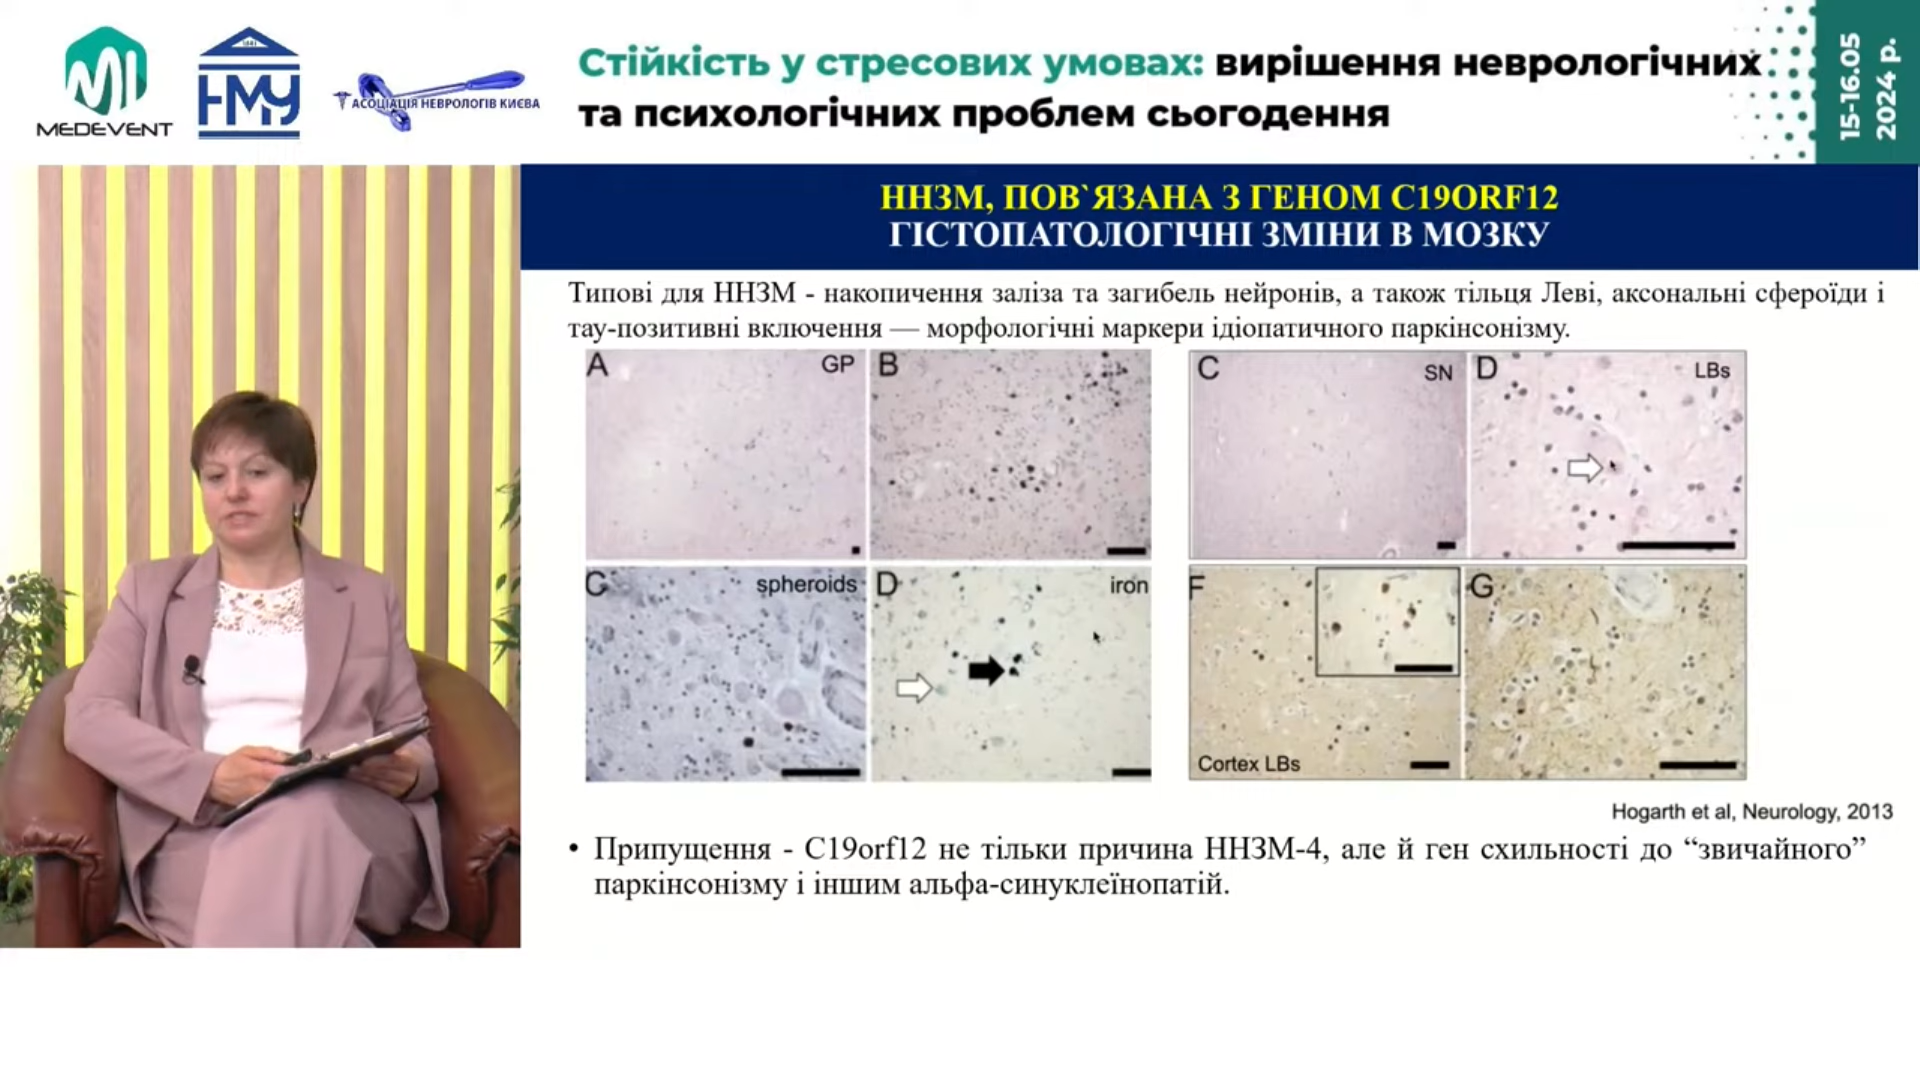 MEDEVENT
1841
НМУ
АСОЦІАЦІЯ НЕВРОЛОГІВ КИЄВА
Стійкість у стресових умовах: вирішення неврологічних
та психологічних проблем сьогодення
15-16.05
2024 р.
ННЗМ, ПОВ`ЯЗАНА З ГЕНОМ C19ORF12
ГІСТОПАТОЛОГІЧНІ ЗМІНИ В МОЗКУ
Типові для ННЗМ - накопичення заліза та загибель нейронів, а також тільця Леві, аксональні сфероїди і
тау-позитивні включення — морфологічні маркери ідіопатичного паркінсонізму.
A GP B
C SN D LBs
C spheroids D iron
F G
Cortex LBs
Hogarth et al, Neurology, 2013
• Припущення - C19orf12 не тільки причина ННЗМ-4, але й ген схильності до “звичайного”
паркінсонізму і іншим альфа-синуклеїнопатій.